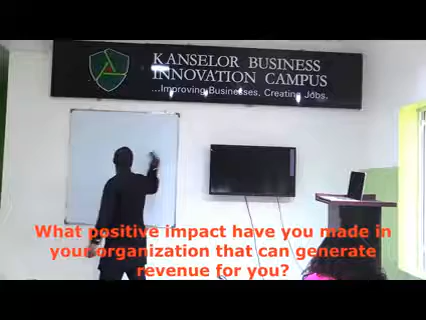 KANSELOR BUSINESS
INNOVATION CAMPUS
...Improving Businesses, Creating Jobs.
What positive impact have you made in
your organization that can generate
revenue for you?